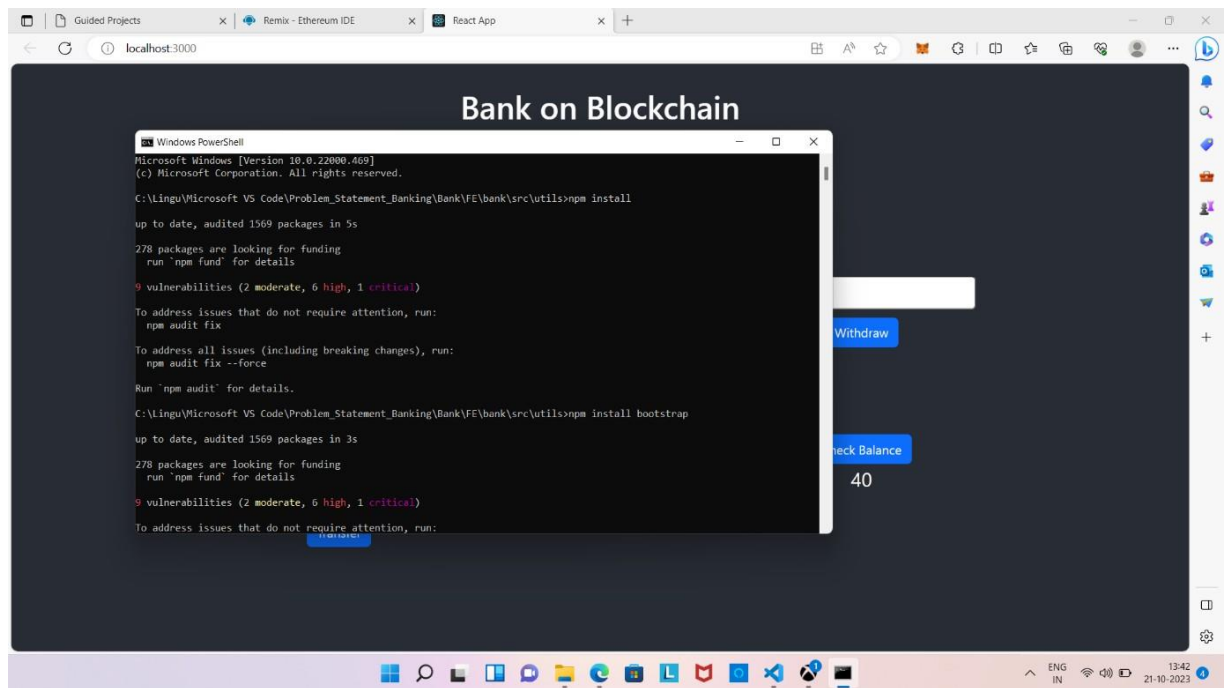 Guided Projects
Remix - Ethereum IDE
React App
localhost:3000
Bank on Blockchain
Windows PowerShell
Microsoft Windows [Version 10.0.22000.469]
(c) Microsoft Corporation. All rights reserved.
C:\Lingu\Microsoft VS Code\Problem_Statement_Banking\Bank\FE\bank\src\utils>npm install
up to date, audited 1569 packages in 5s
278 packages are looking for funding
run `npm fund` for details
9 vulnerabilities (2 moderate, 6 high, 1 critical)
To address issues that do not require attention, run:
npm audit fix
To address all issues (including breaking changes), run:
npm audit fix --force
Run `npm audit` for details.
C:\Lingu\Microsoft VS Code\Problem_Statement_Banking\Bank\FE\bank\src\utils>npm install bootstrap
up to date, audited 1569 packages in 3s
278 packages are looking for funding
run `npm fund` for details
9 vulnerabilities (2 moderate, 6 high, 1 critical)
To address issues that do not require attention, run:
Withdraw
heck Balance
40
Transfer
ENG
IN
13:42
21-10-2023
4